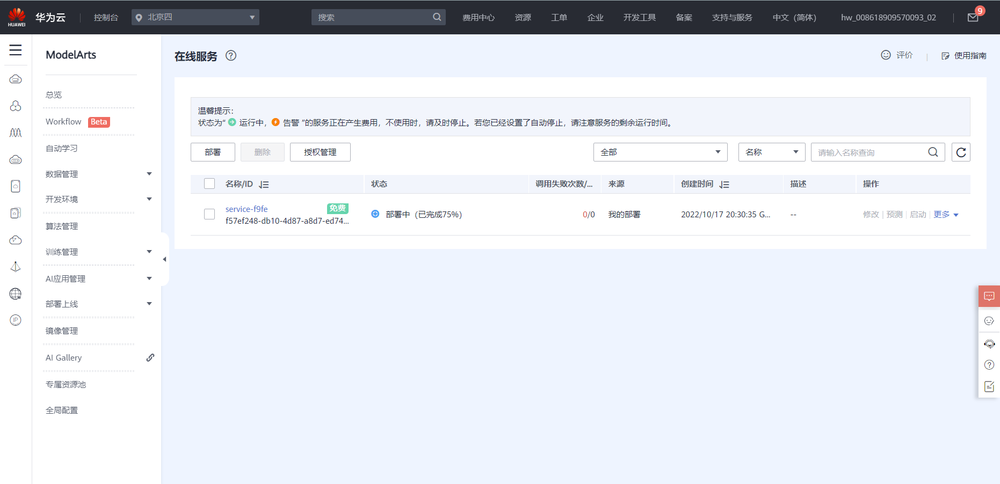 HUAWEI
华为云
控制台
北京四
搜索
费用中心
资源
工单
企业
开发工具
备案
支持与服务
中文（简体）
hw_008618909570093_02
9
ModelArts
总览
Workflow Beta
自动学习
数据管理
开发环境
算法管理
训练管理
AI应用管理
部署上线
镜像管理
AI Gallery
专属资源池
全局配置
W
IP
在线服务
评价
使用指南
温馨提示：
状态为“ 运行中， 告警 ”的服务正在产生费用，不使用时，请及时停止。若您已经设置了自动停止，请注意服务的剩余运行时间。
部署
删除
授权管理
全部
名称
请输入名称查询
名称/ID
状态
调用失败次数/...
来源
创建时间
描述
操作
service-f9fe
免费
f57ef248-db10-4d87-a8d7-ed74...
部署中（已完成75%）
0/0
我的部署
2022/10/17 20:30:35 G...
--
修改 | 预测 | 启动 | 更多